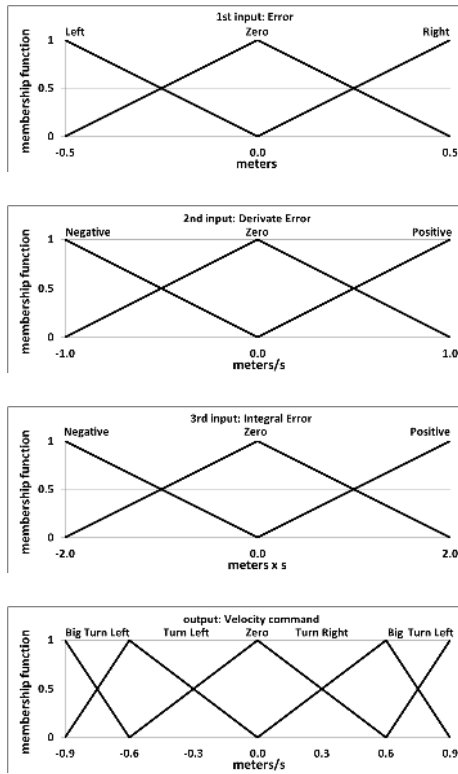 1st input: Error
Left Zero Right
membership function
1
0.5
0
-0.5 0.0 0.5
meters
2nd input: Derivate Error
Negative Zero Positive
membership function
1
0.5
0
-1.0 0.0 1.0
meters/s
3rd input: Integral Error
Negative Zero Positive
membership function
1
0.5
0
-2.0 0.0 2.0
meters x s
output: Velocity command
Big Turn Left Turn Left Zero Turn Right Big Turn Left
membership function
1
0.5
0
-0.9 -0.6 -0.3 0.0 0.3 0.6 0.9
meters/s